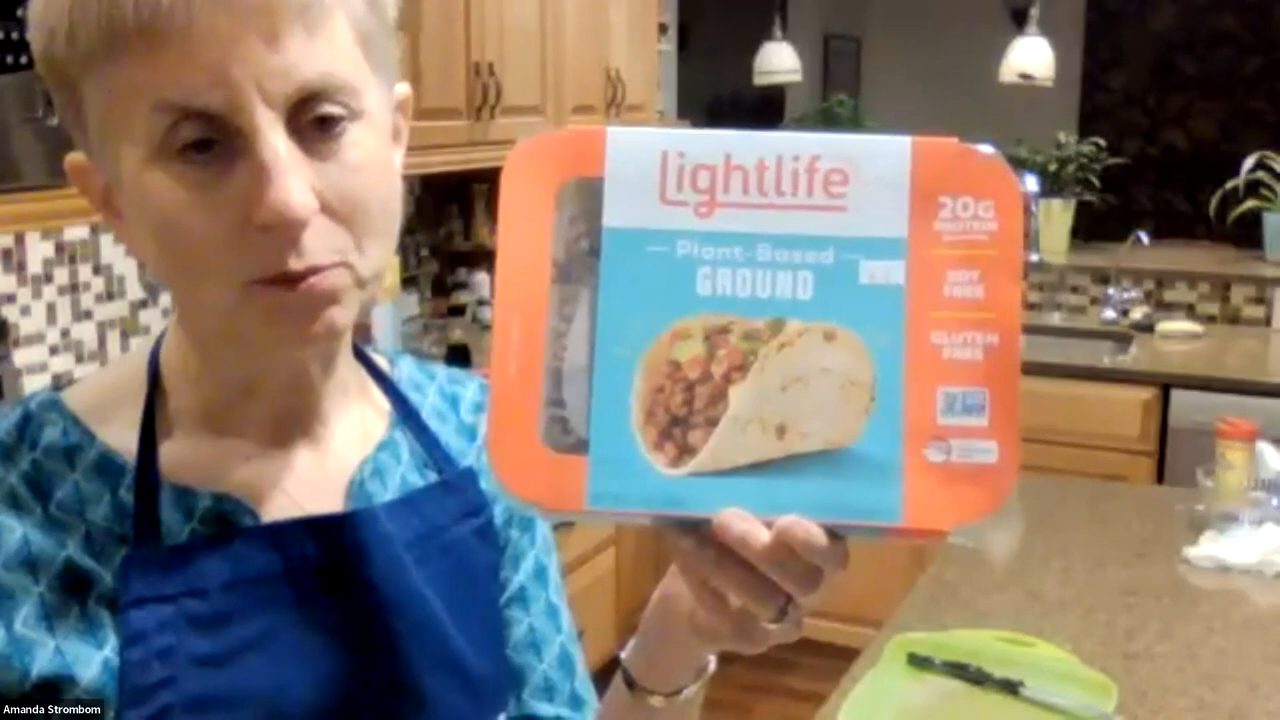 Lightlife
Plant-Based
GROUND
20G
PROTEIN
SOY
FREE
GLUTEN
FREE
Amanda Strombom